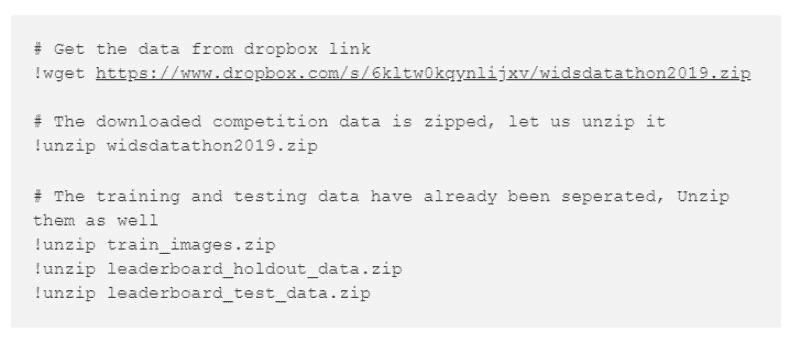 # Get the data from dropbox link
!wget https://www.dropbox.com/s/6kltw0kqynlijxv/widsdatathon2019.zip
# The downloaded competition data is zipped, let us unzip it
!unzip widsdatathon2019.zip
# The training and testing data have already been seperated, Unzip
them as well
!unzip train_images.zip
!unzip leaderboard_holdout_data.zip
!unzip leaderboard_test_data.zip